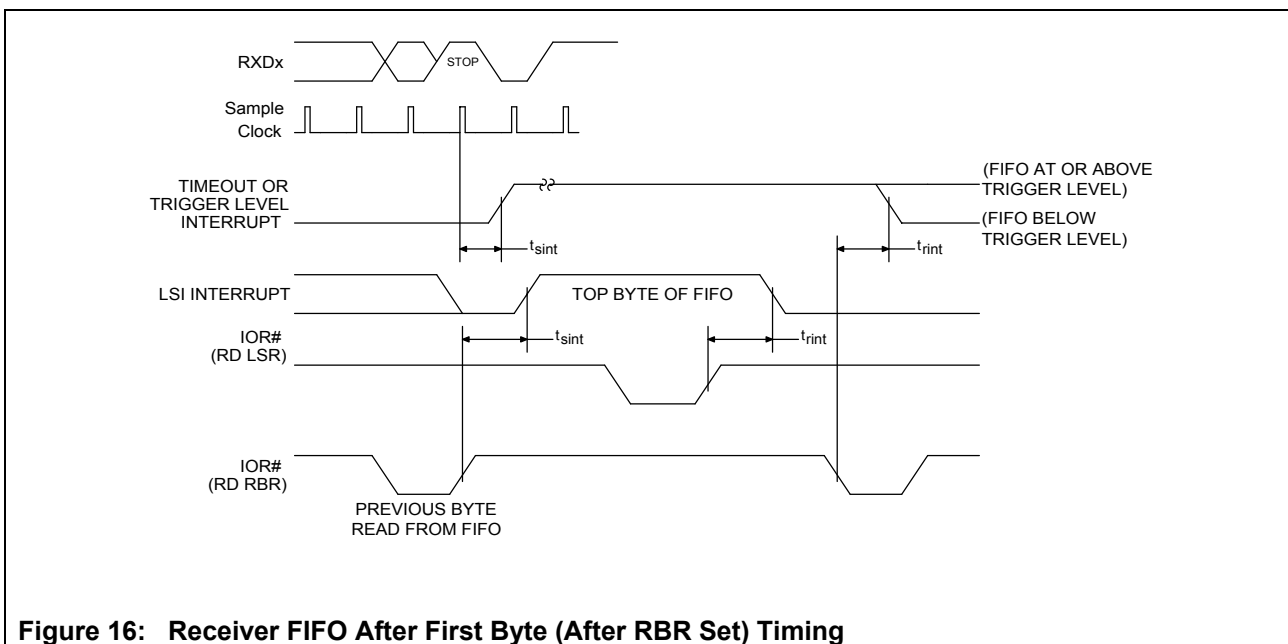 RXDx
STOP
Sample
Clock
TIMEOUT OR
TRIGGER LEVEL
INTERRUPT
(FIFO AT OR ABOVE
TRIGGER LEVEL)
(FIFO BELOW
TRIGGER LEVEL)
tsint
trint
LSI INTERRUPT
TOP BYTE OF FIFO
IOR#
(RD LSR)
tsint
trint
IOR#
(RD RBR)
PREVIOUS BYTE
READ FROM FIFO
Figure 16: Receiver FIFO After First Byte (After RBR Set) Timing